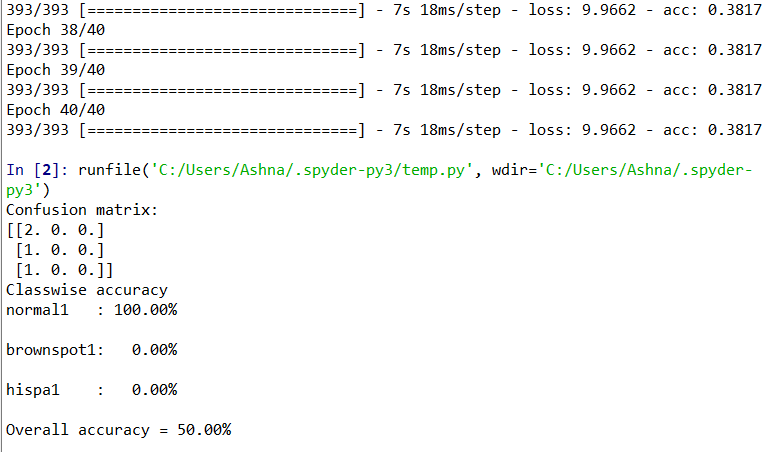 393/393 [==============================] - 7s 18ms/step - loss: 9.9662 - acc: 0.3817
Epoch 38/40
393/393 [==============================] - 7s 18ms/step - loss: 9.9662 - acc: 0.3817
Epoch 39/40
393/393 [==============================] - 7s 18ms/step - loss: 9.9662 - acc: 0.3817
Epoch 40/40
393/393 [==============================] - 7s 18ms/step - loss: 9.9662 - acc: 0.3817
In [2]: runfile('C:/Users/Ashna/.spyder-py3/temp.py', wdir='C:/Users/Ashna/.spyder-
py3')
Confusion matrix:
[[2. 0. 0.]
 [1. 0. 0.]
 [1. 0. 0.]]
Classwise accuracy
normal1   : 100.00%
brownspot1:   0.00%
hispa1    :   0.00%
Overall accuracy = 50.00%